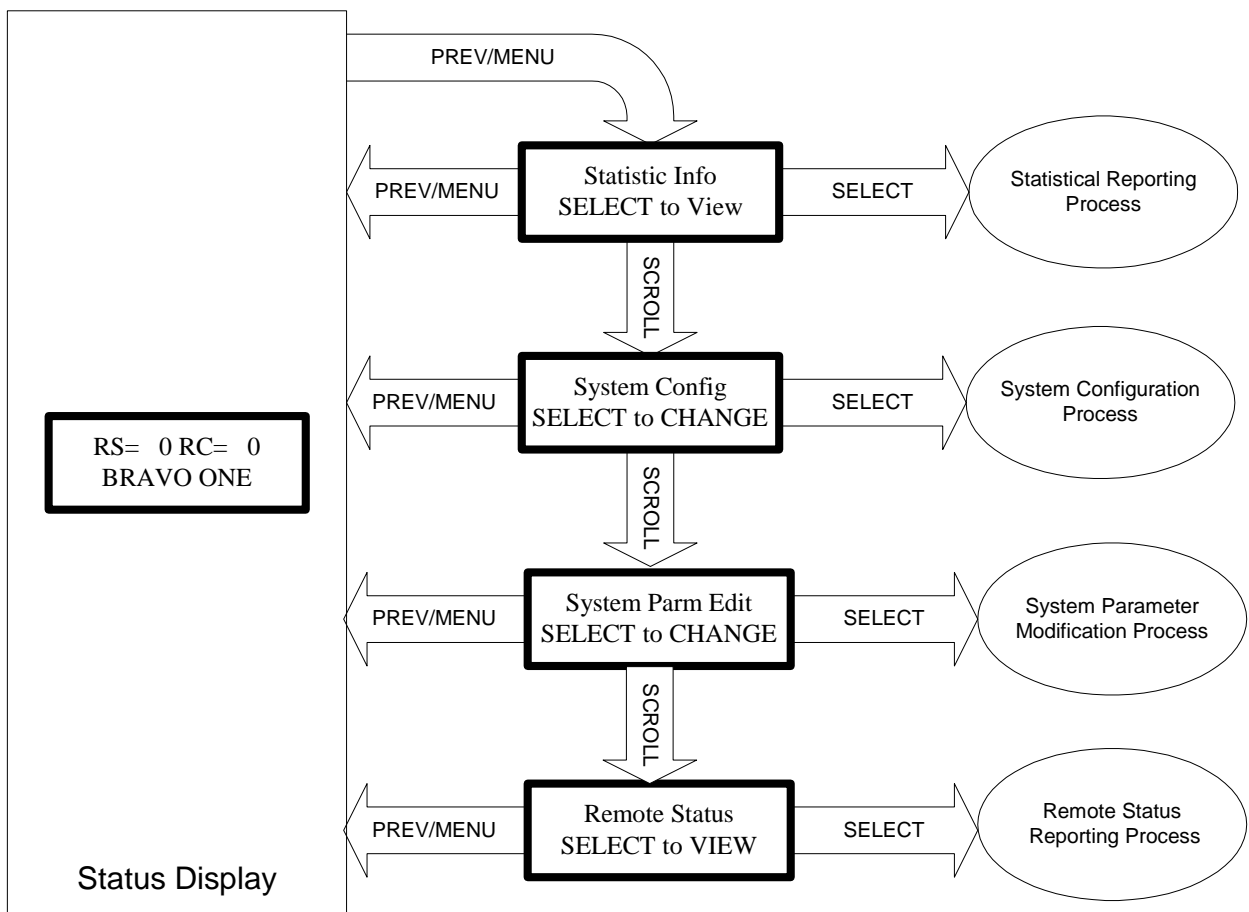 PREV/MENU
PREV/MENU
Statistic Info
SELECT to View
SELECT
Statistical Reporting
Process
SCROLL
PREV/MENU
System Config
SELECT to CHANGE
SELECT
System Configuration
Process
RS=   0 RC=   0
BRAVO ONE
SCROLL
PREV/MENU
System Parm Edit
SELECT to CHANGE
SELECT
System Parameter
Modification Process
SCROLL
PREV/MENU
Remote Status
SELECT to VIEW
SELECT
Remote Status
Reporting Process
Status Display